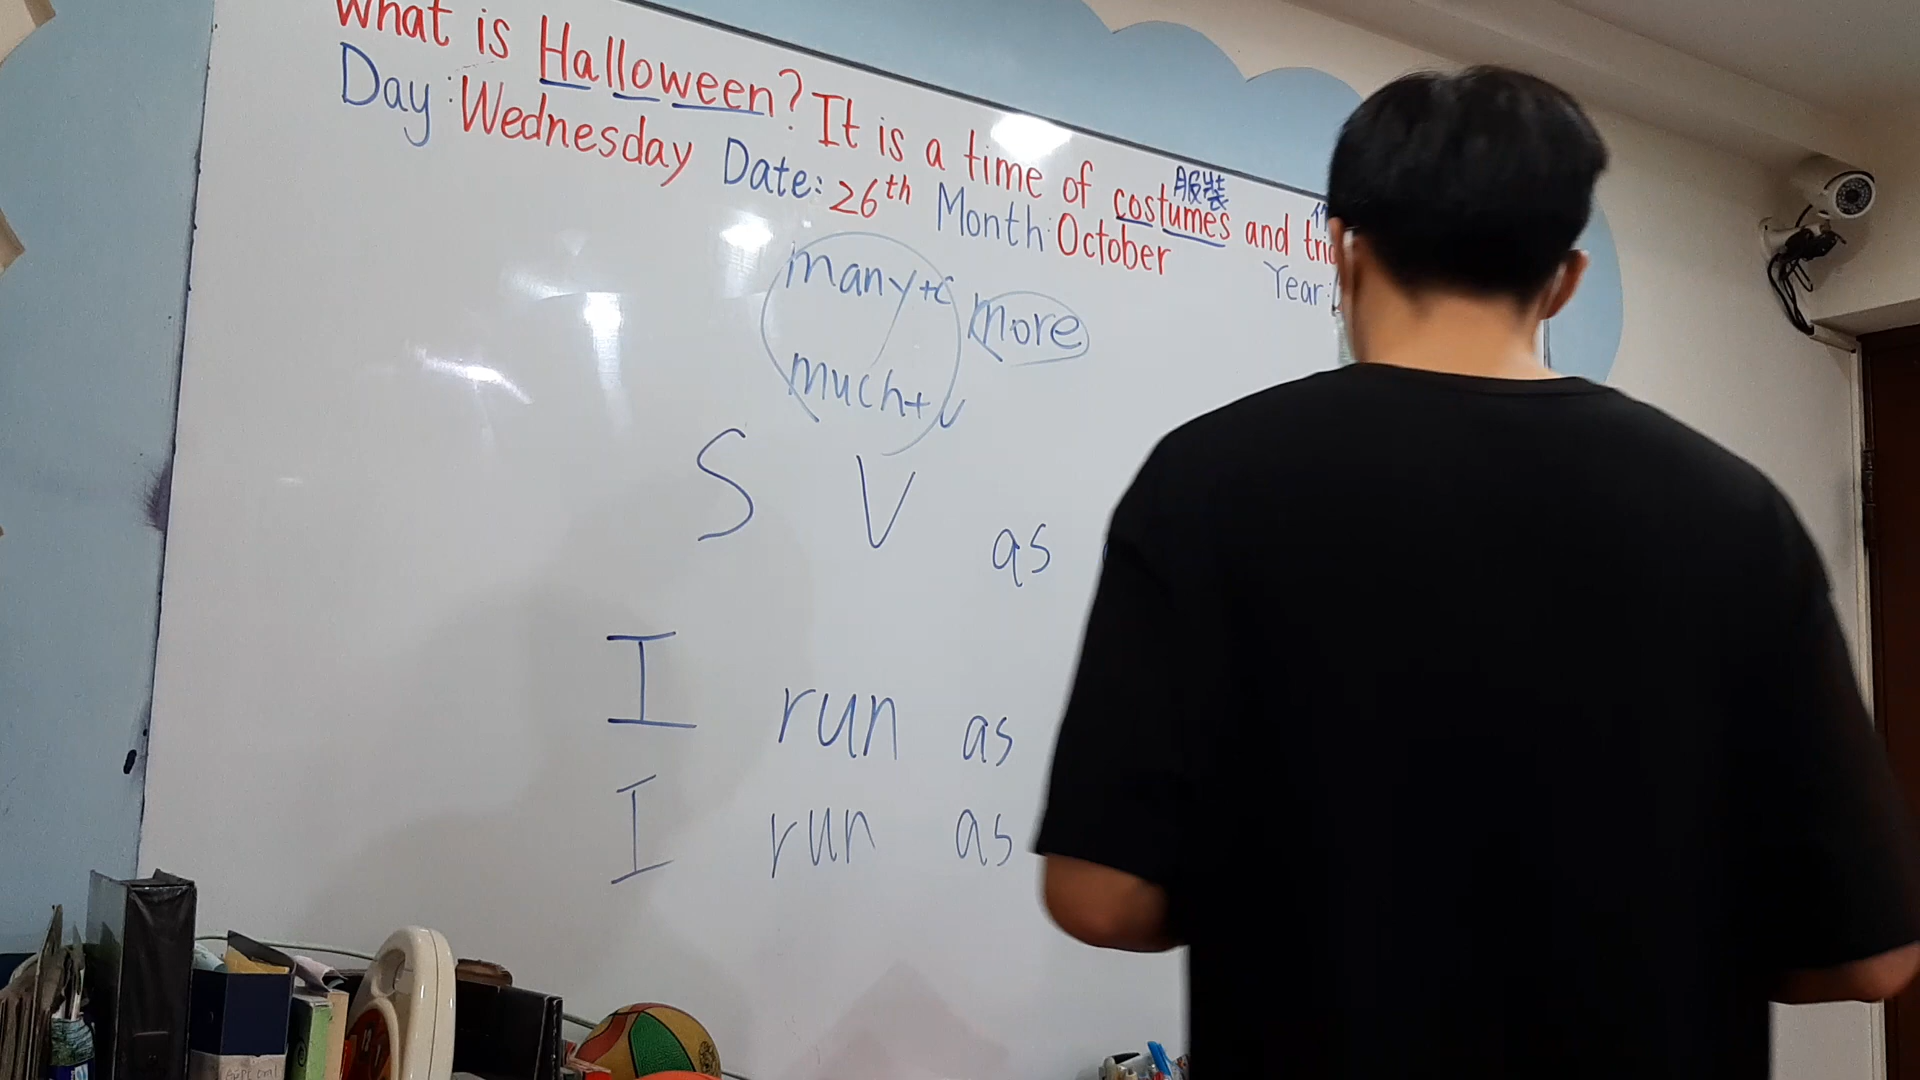 What is Halloween? It is a time of costumes and
服裝
Day: Wednesday Date: 26th Month: October Year:
many+C
more
much+U
S V as
I run as
I run as